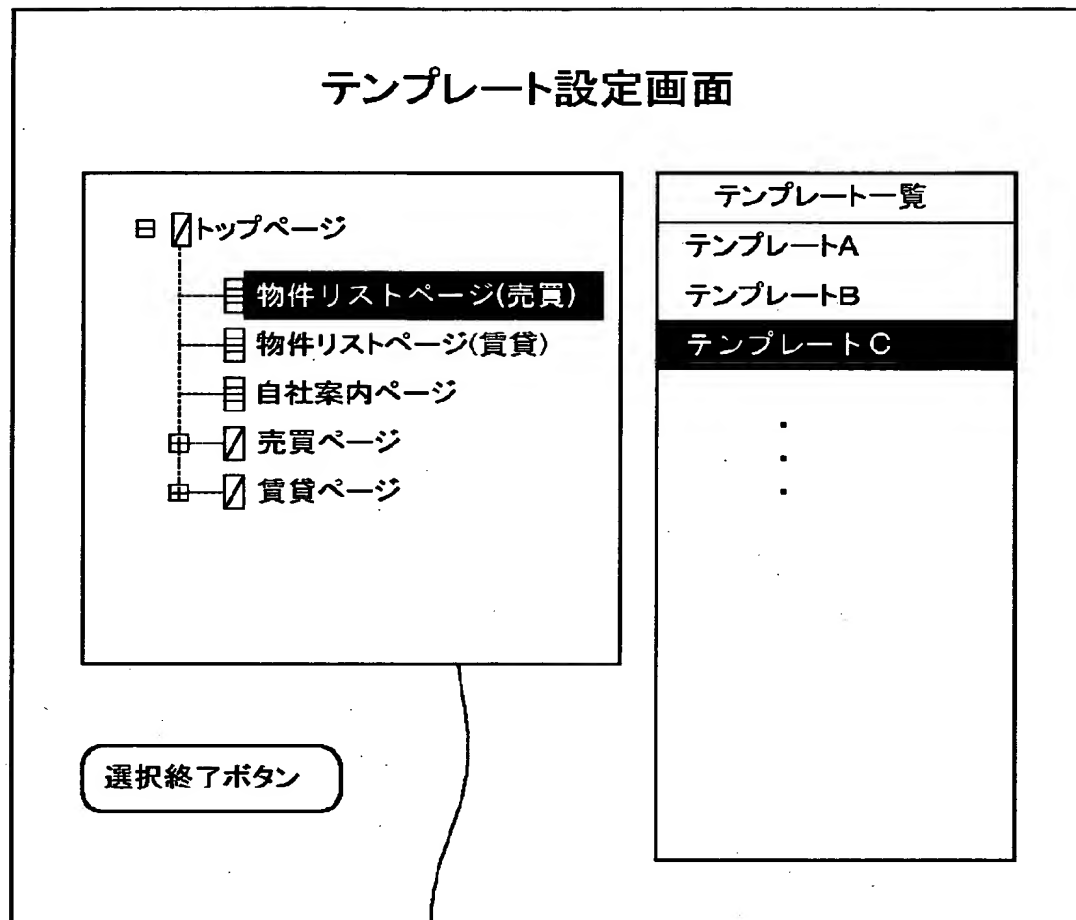 テンプレート設定画面
トップページ
物件リストページ(売買)
物件リストページ(賃貸)
自社案内ページ
売買ページ
賃貸ページ
選択終了ボタン
テンプレート一覧
テンプレートA
テンプレートB
テンプレートC